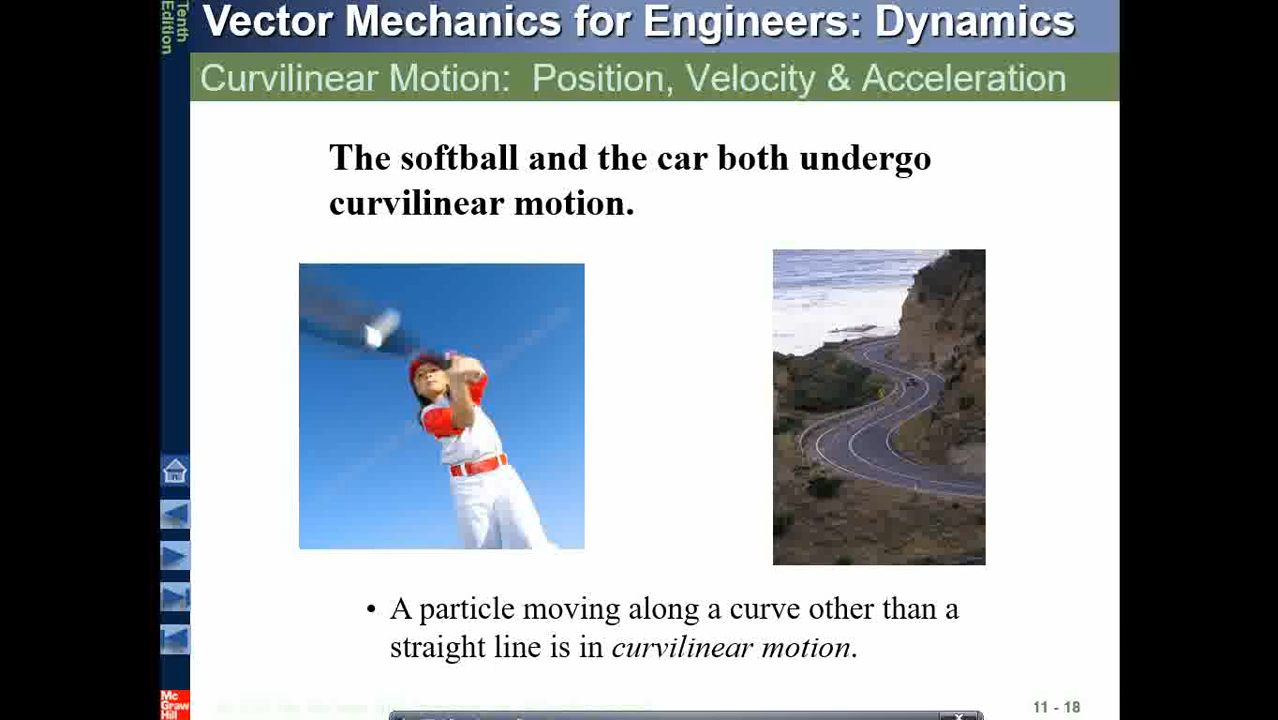 Tenth
Edition
Vector Mechanics for Engineers: Dynamics
Curvilinear Motion: Position, Velocity & Acceleration
The softball and the car both undergo
curvilinear motion.
• A particle moving along a curve other than a
straight line is in curvilinear motion.
Mc
Graw
Hill
11 - 18